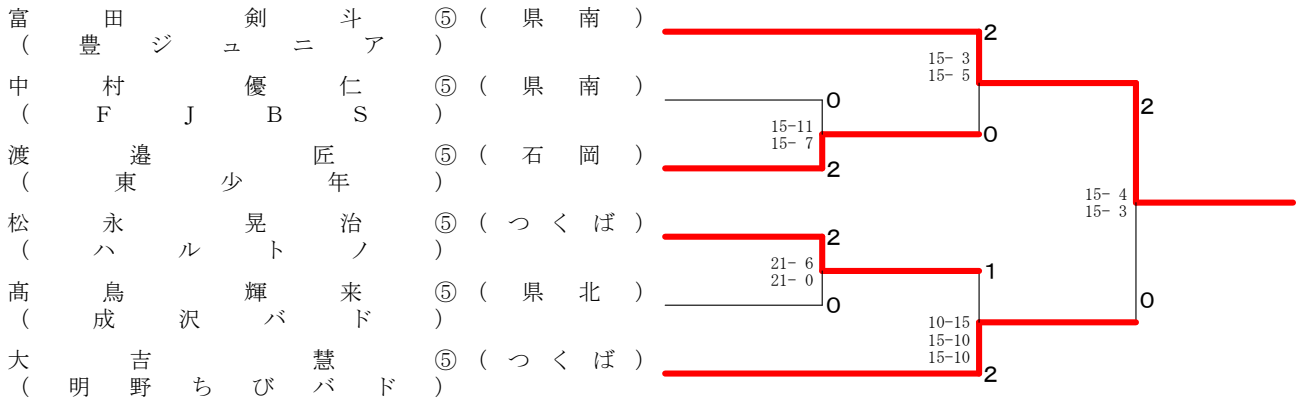 富田剣斗 ⑤ (県南)
(豊ジュニア)
中村優仁 ⑤ (県南)
(FJBS)
渡邉匠 ⑤ (石岡)
(東少年)
松永晃治 ⑤ (つくば)
(ハルトノ)
髙鳥輝来 ⑤ (県北)
(成沢バド)
大吉慧 ⑤ (つくば)
(明野ちびバド)
2
15- 3
15- 5
2
0
15-11
15- 7
0
2
15- 4
15- 3
2
21- 6
21- 0
1
0
0
10-15
15-10
15-10
2